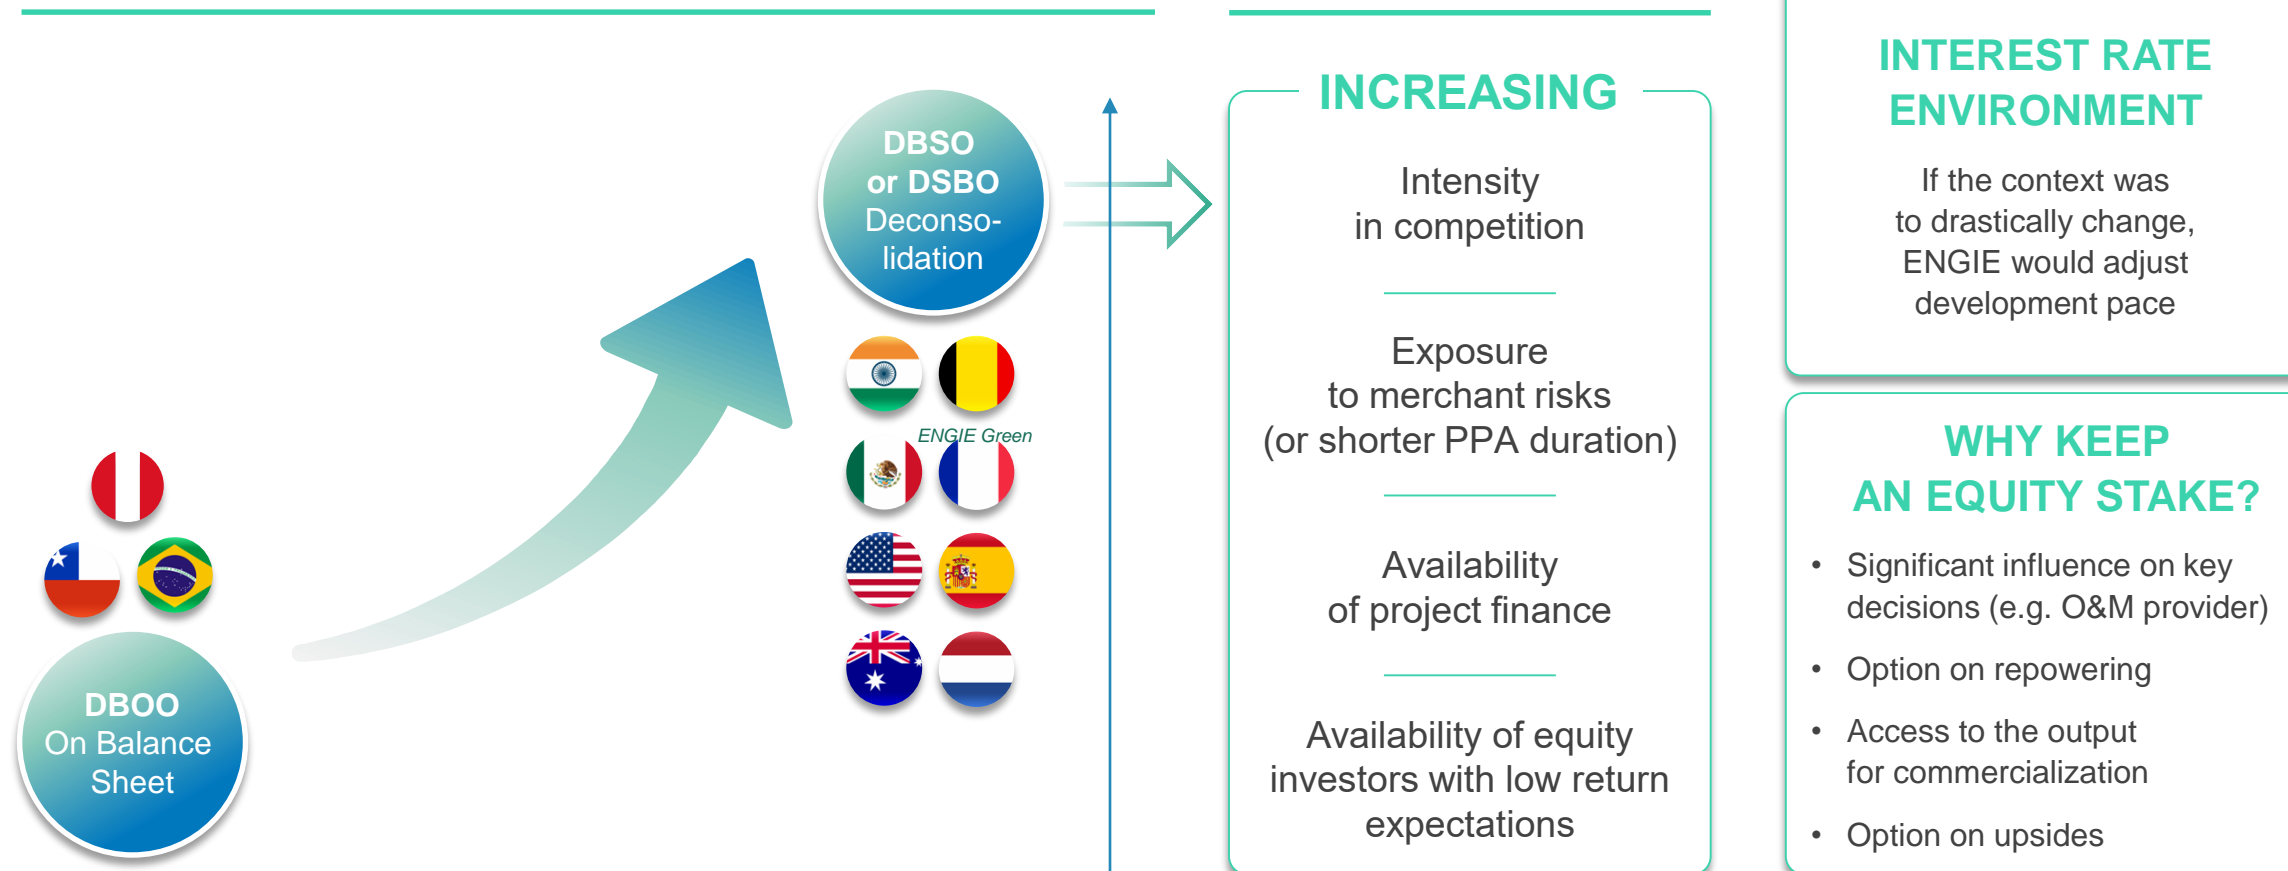 DBOO
On Balance
Sheet
DBSO
or DSBO
Deconso-
lidation
ENGIE Green
INCREASING
Intensity
in competition
Exposure
to merchant risks
(or shorter PPA duration)
Availability
of project finance
Availability of equity
investors with low return
expectations
INTEREST RATE
ENVIRONMENT
If the context was
to drastically change,
ENGIE would adjust
development pace
WHY KEEP
AN EQUITY STAKE?
• Significant influence on key
decisions (e.g. O&M provider)
• Option on repowering
• Access to the output
for commercialization
• Option on upsides